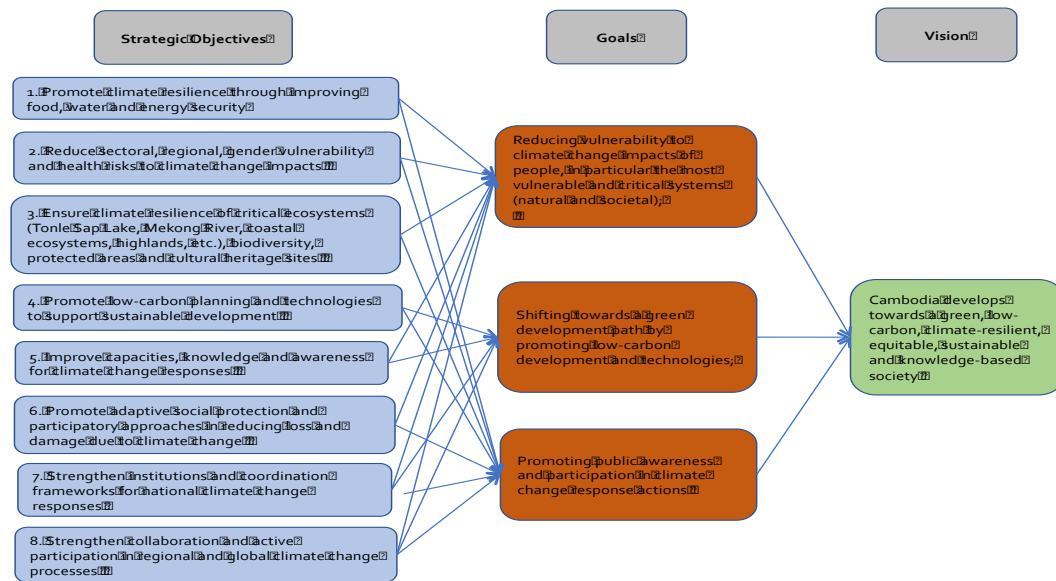 Strategic Objectives
Goals
Vision
1. Promote climate resilience through improving
food, water and energy security
2. Reduce sectoral, regional, gender vulnerability
and health risks to climate change impacts
3. Ensure climate resilience of critical ecosystems
(Tonle Sap Lake, Mekong River, coastal
ecosystems, highlands, etc.), biodiversity,
protected areas and cultural heritage sites
4. Promote low-carbon planning and technologies
to support sustainable development
5. Improve capacities, knowledge and awareness
for climate change responses
6. Promote adaptive social protection and
participatory approaches in reducing loss and
damage due to climate change
7. Strengthen institutions and coordination
frameworks for national climate change
responses
8. Strengthen collaboration and active
participation in regional and global climate change
processes
Reducing vulnerability to
climate change impacts of
people, in particular the most
vulnerable and critical systems
(natural and societal);
Shifting towards a green
development path by
promoting low-carbon
development and technologies;
Promoting public awareness
and participation in climate
change response actions
Cambodia develops
towards a green, low-
carbon, climate-resilient,
equitable, sustainable
and knowledge-based
society